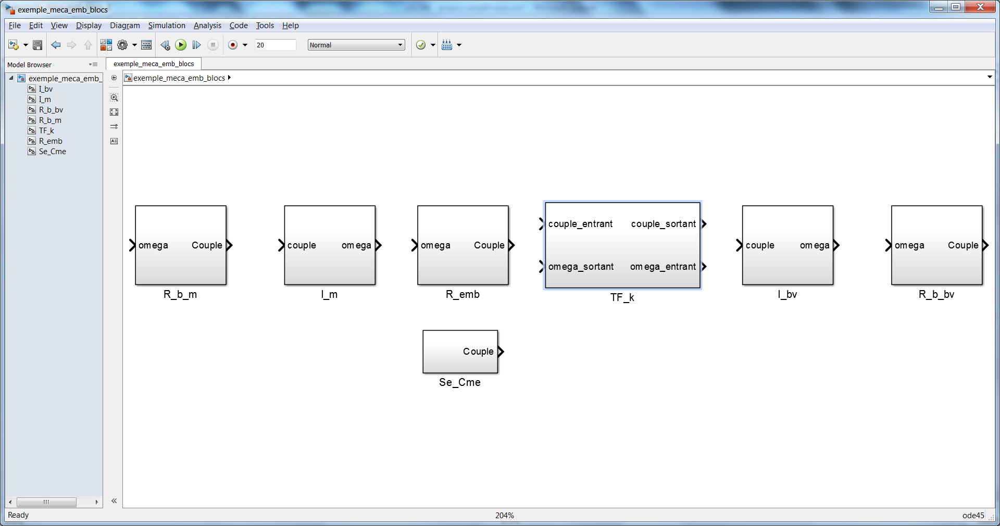 exemple_meca_emb_blocs
File Edit View Display Diagram Simulation Analysis Code Tools Help
20 Normal
Model Browser
exemple_meca_emb_blocs
exemple_meca_emb_
exemple_meca_emb_blocs
I_bv
I_m
R_b_bv
R_b_m
TF_k
R_emb
Se_Cme
omega Couple
R_b_m
couple omega
I_m
omega Couple
R_emb
couple_entrant couple_sortant
omega_sortant omega_entrant
TF_k
couple omega
I_bv
omega Couple
R_b_bv
Couple
Se_Cme
Ready
204%
ode45